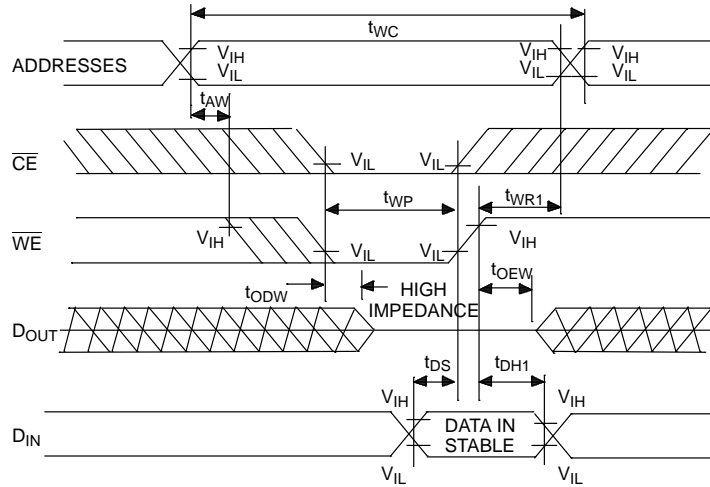 tWC
ADDRESSES
VIH VIH VIH
VIL VIL VIL
tAW
CE
VIL VIL
tWP tWR1
WE
VIH VIL VIL VIH
tODW HIGH IMPEDANCE tOEW
DOUT
tDS tDH1
VIH VIH
DIN
DATA IN
STABLE
VIL VIL